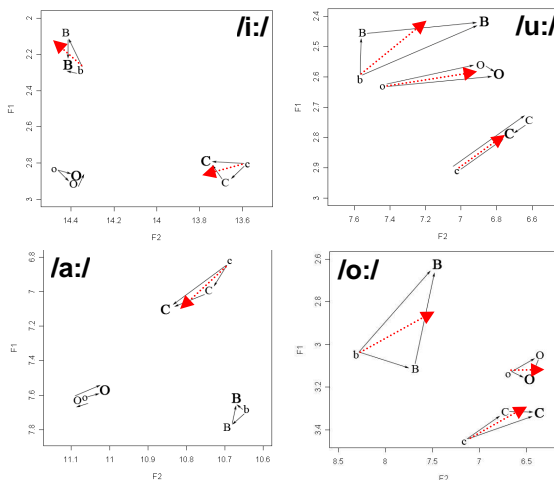 /i:/
F1
2
2.2
2.4
2.6
2.8
3
B
B
b
o
O
O
C
c
C
14.4 14.2 14 13.8 13.6
F2
/u:/
F1
2.4
2.5
2.6
2.7
2.8
2.9
3
B
B
b
O
o
O
C
C
c
7.6 7.4 7.2 7 6.8 6.6
F2
/a:/
F1
6.8
7
7.2
7.4
7.6
7.8
c
C
C
O
o
O
B
b
B
11.1 11 10.9 10.8 10.7 10.6
F2
/o:/
F1
2.6
2.8
3
3.2
3.4
B
b
B
O
o
O
C
C
c
8.5 8 7.5 7 6.5
F2